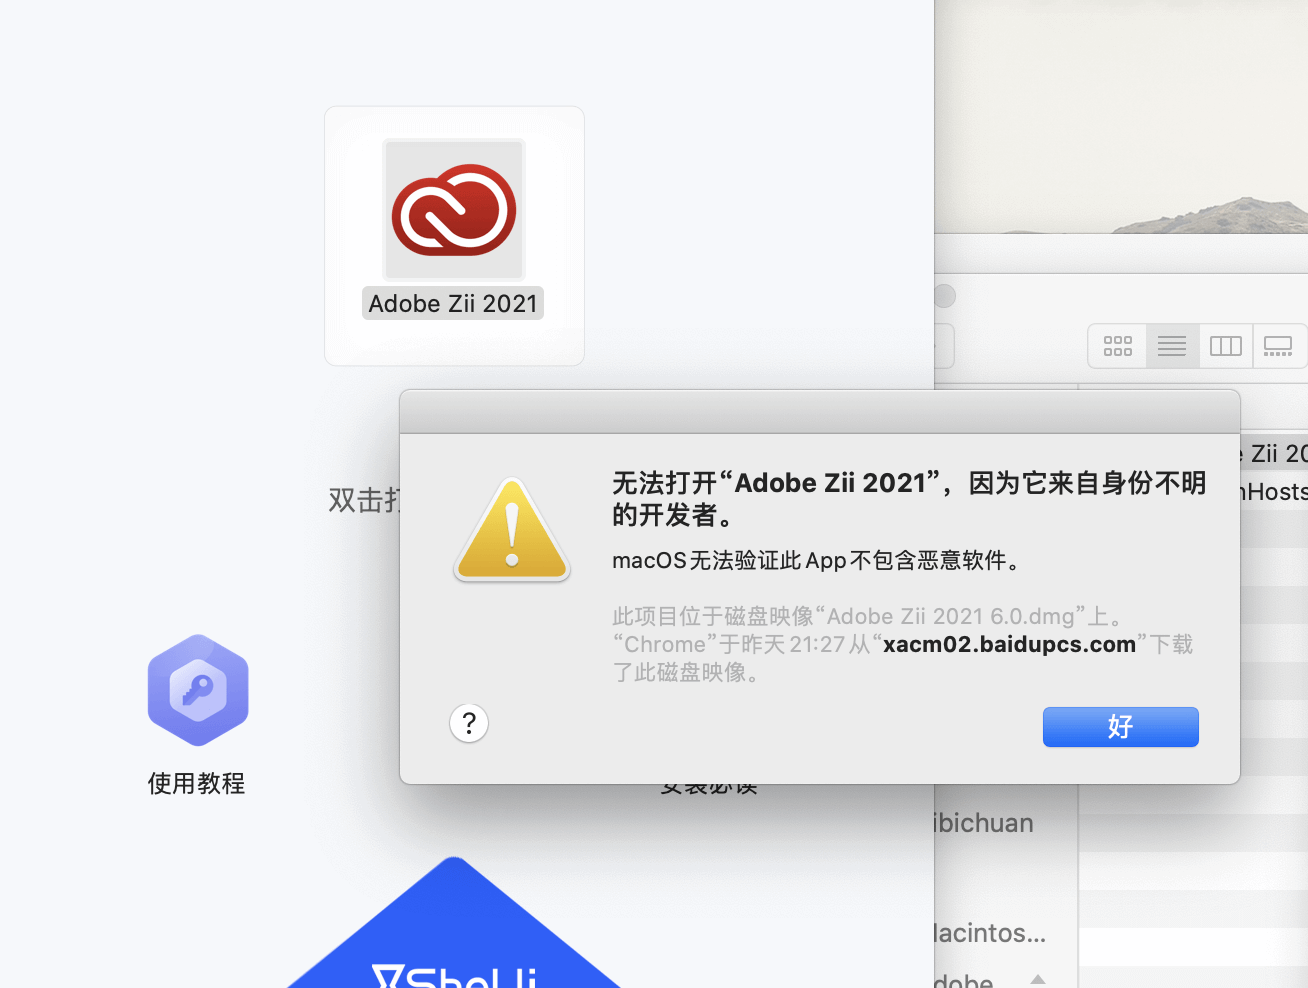 Adobe Zii 2021
双击打
无法打开“Adobe Zii 2021”，因为它来自身份不明
的开发者。
macOS无法验证此App不包含恶意软件。
此项目位于磁盘映像“Adobe Zii 2021 6.0.dmg”上。
“Chrome”于昨天21:27从“xacm02.baidupcs.com”下载
了此磁盘映像。
?
好
Zii 20
nHosts
使用教程
安装必读
ibichuan
lacintos...
dobe